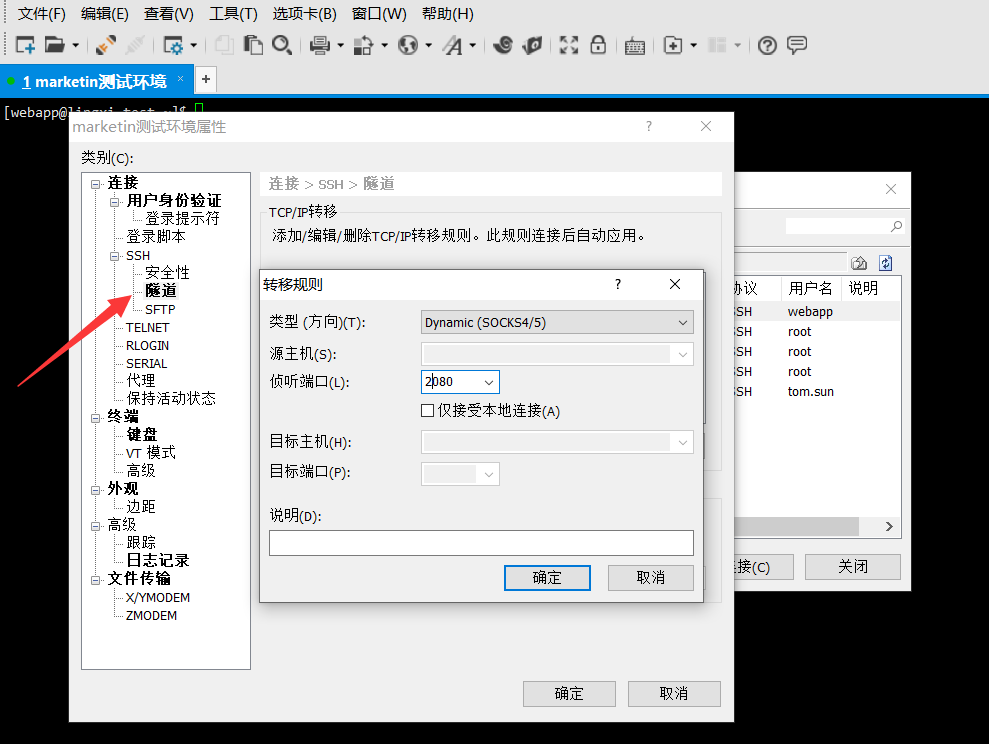 文件(F) 编辑(E) 查看(V) 工具(T) 选项卡(B) 窗口(W) 帮助(H)
1 marketin测试环境 × +
[webapp@lingxi-test ~]$
marketin测试环境属性 ?
类别(C):
连接
用户身份验证
登录提示符
登录脚本
SSH
安全性
隧道
SFTP
TELNET
RLOGIN
SERIAL
代理
保持活动状态
终端
键盘
VT 模式
高级
外观
边距
高级
跟踪
日志记录
文件传输
X/YMODEM
ZMODEM
连接 > SSH > 隧道
TCP/IP转移
添加/编辑/删除TCP/IP转移规则。此规则连接后自动应用。
转移规则 ?
类型 (方向)(T): Dynamic (SOCKS4/5)
源主机(S):
侦听端口(L): 2080
仅接受本地连接(A)
目标主机(H):
目标端口(P):
说明(D):
确定 取消
确定 取消
协议 用户名 说明
SSH webapp
SSH root
SSH root
SSH root
SSH tom.sun
连接(C) 关闭